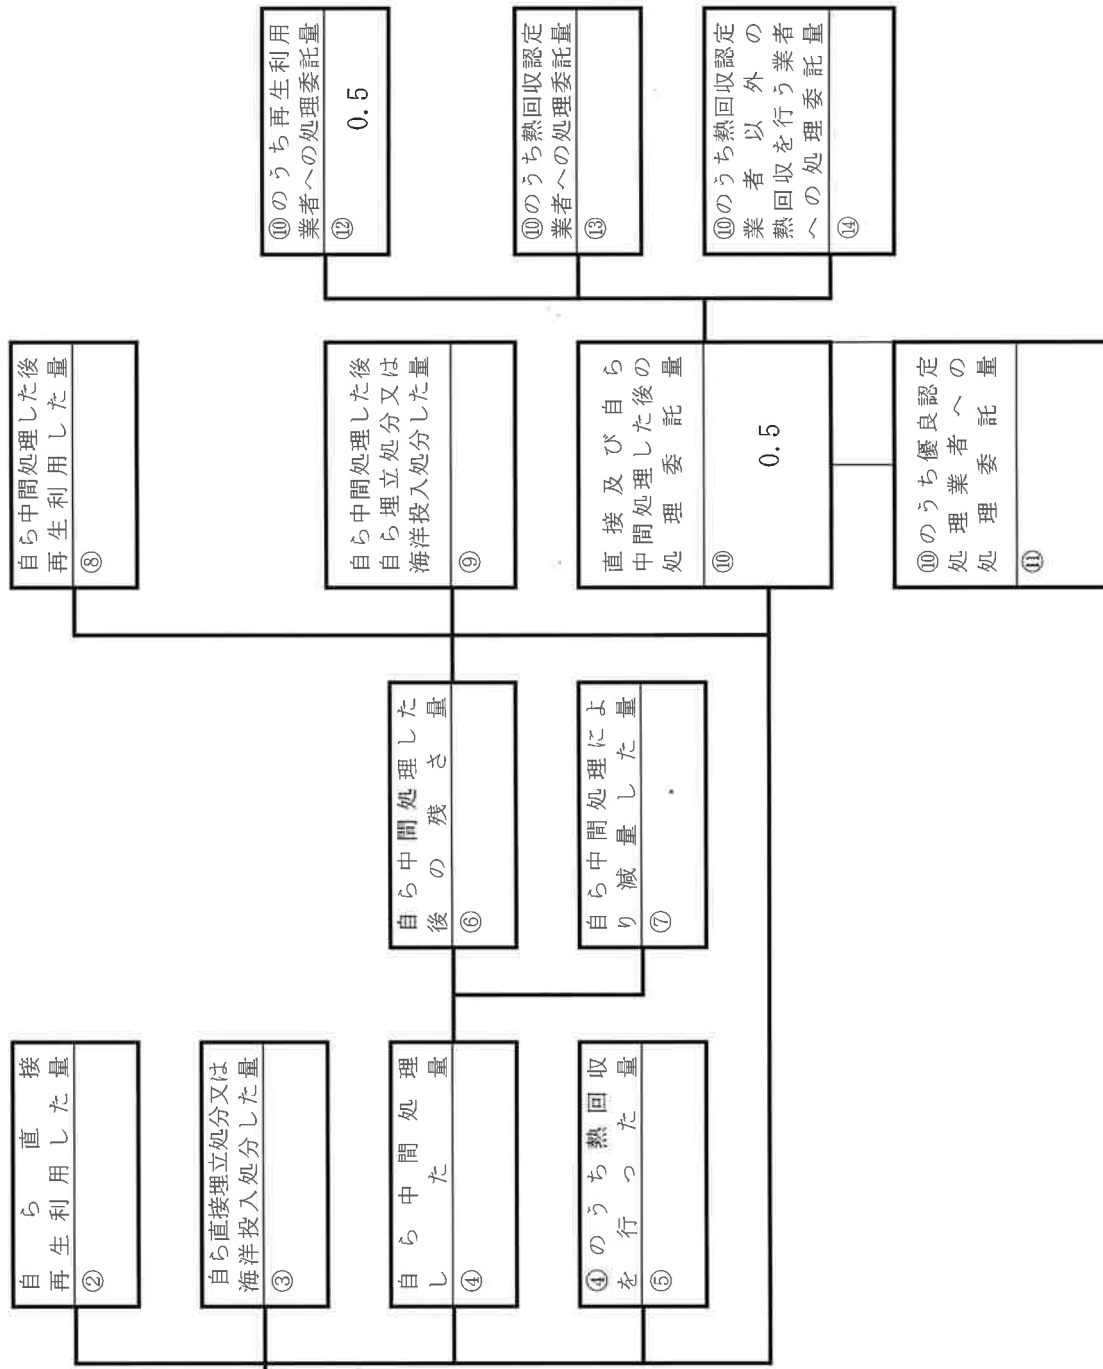 自ら直接
再生利用した量
②
自ら直接埋立処分又は
海洋投入処分した量
③
自ら中間処理
した量
④
④のうち熱回収
を行った量
⑤
自ら中間処理した
後の残さ量
⑥
自ら中間処理によ
り減量した量
⑦
自ら中間処理した後
再生利用した量
⑧
自ら中間処理した後
自ら埋立処分又は
海洋投入処分した量
⑨
直接及び自ら
中間処理した後の
処理委託量
⑩
0.5
⑩のうち優良認定
処理業者への
処理委託量
⑪
⑩のうち再生利用
業者への処理委託量
⑫
0.5
⑩のうち熱回収認定
業者への処理委託量
⑬
⑩のうち熱回収認定
業者以外の
熱回収を行う業者
への処理委託量
⑭